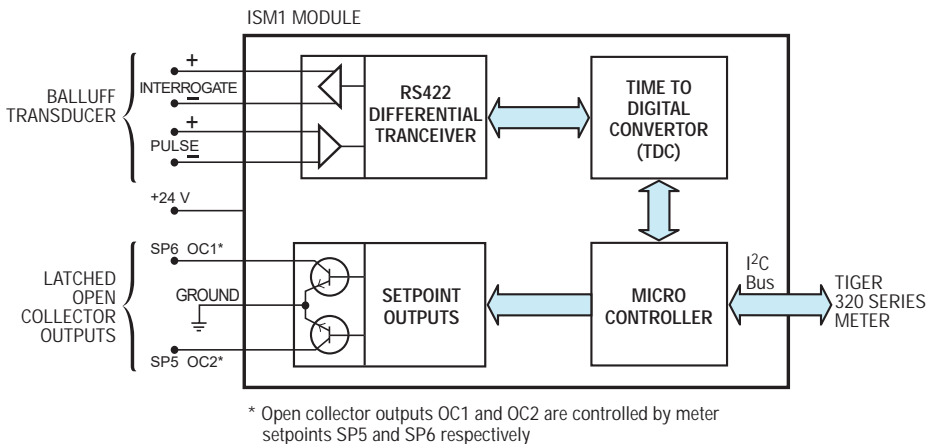 ISM1 MODULE
BALLUFF
TRANSDUCER
+
INTERROGATE
–
+
PULSE
–
+24 V
RS422
DIFFERENTIAL
TRANCEIVER
TIME TO
DIGITAL
CONVERTOR
(TDC)
LATCHED
OPEN
COLLECTOR
OUTPUTS
SP6 OC1*
GROUND
SP5 OC2*
SETPOINT
OUTPUTS
MICRO
CONTROLLER
I²C
Bus
TIGER
320 SERIES
METER
* Open collector outputs OC1 and OC2 are controlled by meter
setpoints SP5 and SP6 respectively